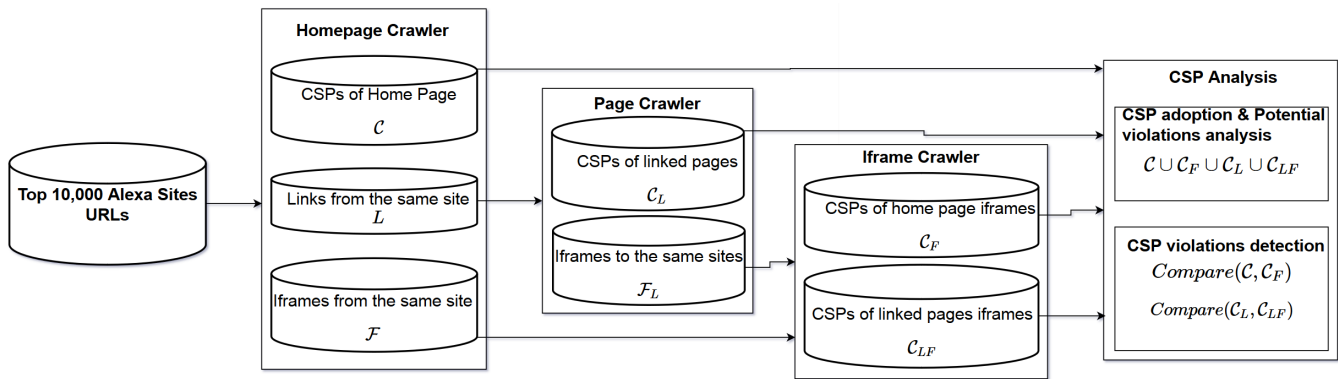 Top 10,000 Alexa Sites
URLs
Homepage Crawler
CSPs of Home Page
𝒞
Links from the same site
L
Iframes from the same site
ℱ
Page Crawler
CSPs of linked pages
𝒞_L
Iframes to the same sites
ℱ_L
Iframe Crawler
CSPs of home page iframes
𝒞_F
CSPs of linked pages iframes
𝒞_LF
CSP Analysis
CSP adoption & Potential
violations analysis
𝒞 ∪ 𝒞_F ∪ 𝒞_L ∪ 𝒞_LF
CSP violations detection
Compare(𝒞, 𝒞_F)
Compare(𝒞_L, 𝒞_LF)